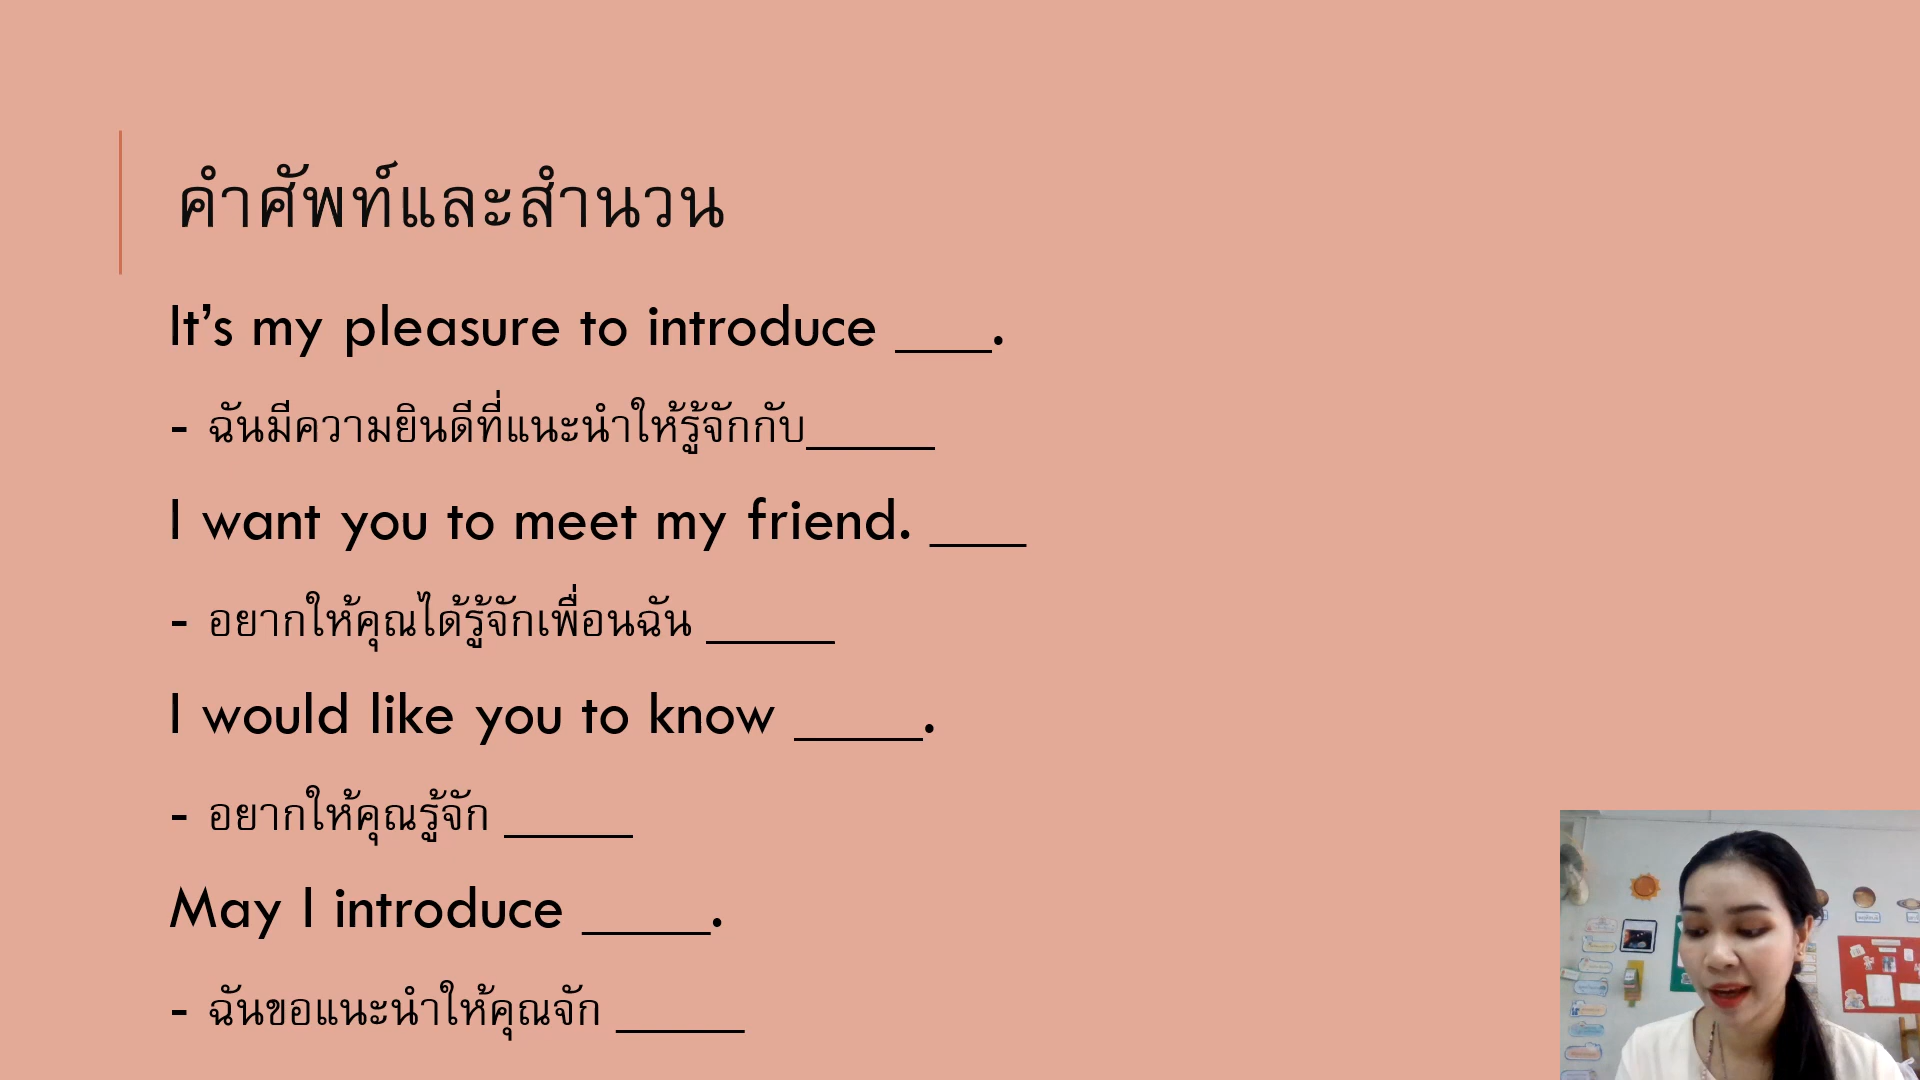 คำศัพท์และสำนวน
It’s my pleasure to introduce ____.
- ฉันมีความยินดีที่แนะนำให้รู้จักกับ_____
I want you to meet my friend. ____
- อยากให้คุณได้รู้จักเพื่อนฉัน _____
I would like you to know _____.
- อยากให้คุณรู้จัก _____
May I introduce _____.
- ฉันขอแนะนำให้คุณจัก _____